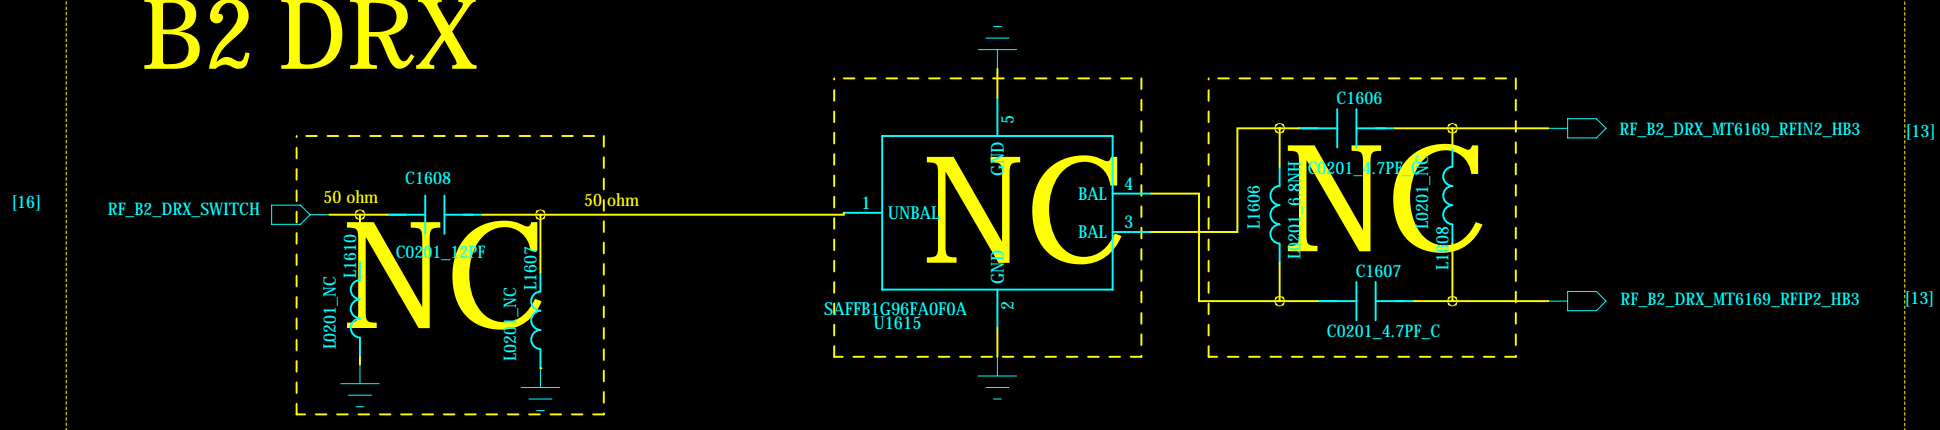 B2 DRX
[16]
RF_B2_DRX_SWITCH
50 ohm
C1608
C0201_12PF
50 ohm
L1610
L0201_NC
NC
L1607
L0201_NC
5
GND
1
UNBAL
NC
BAL
4
BAL
3
GND
2
SAFFB1G96FA0F0A
U1615
C1606
C0201_4.7PF_C
L1606
L0201_6.8NH
NC
L0201_NC
L1608
C1607
C0201_4.7PF_C
RF_B2_DRX_MT6169_RFIN2_HB3
[13]
RF_B2_DRX_MT6169_RFIP2_HB3
[13]